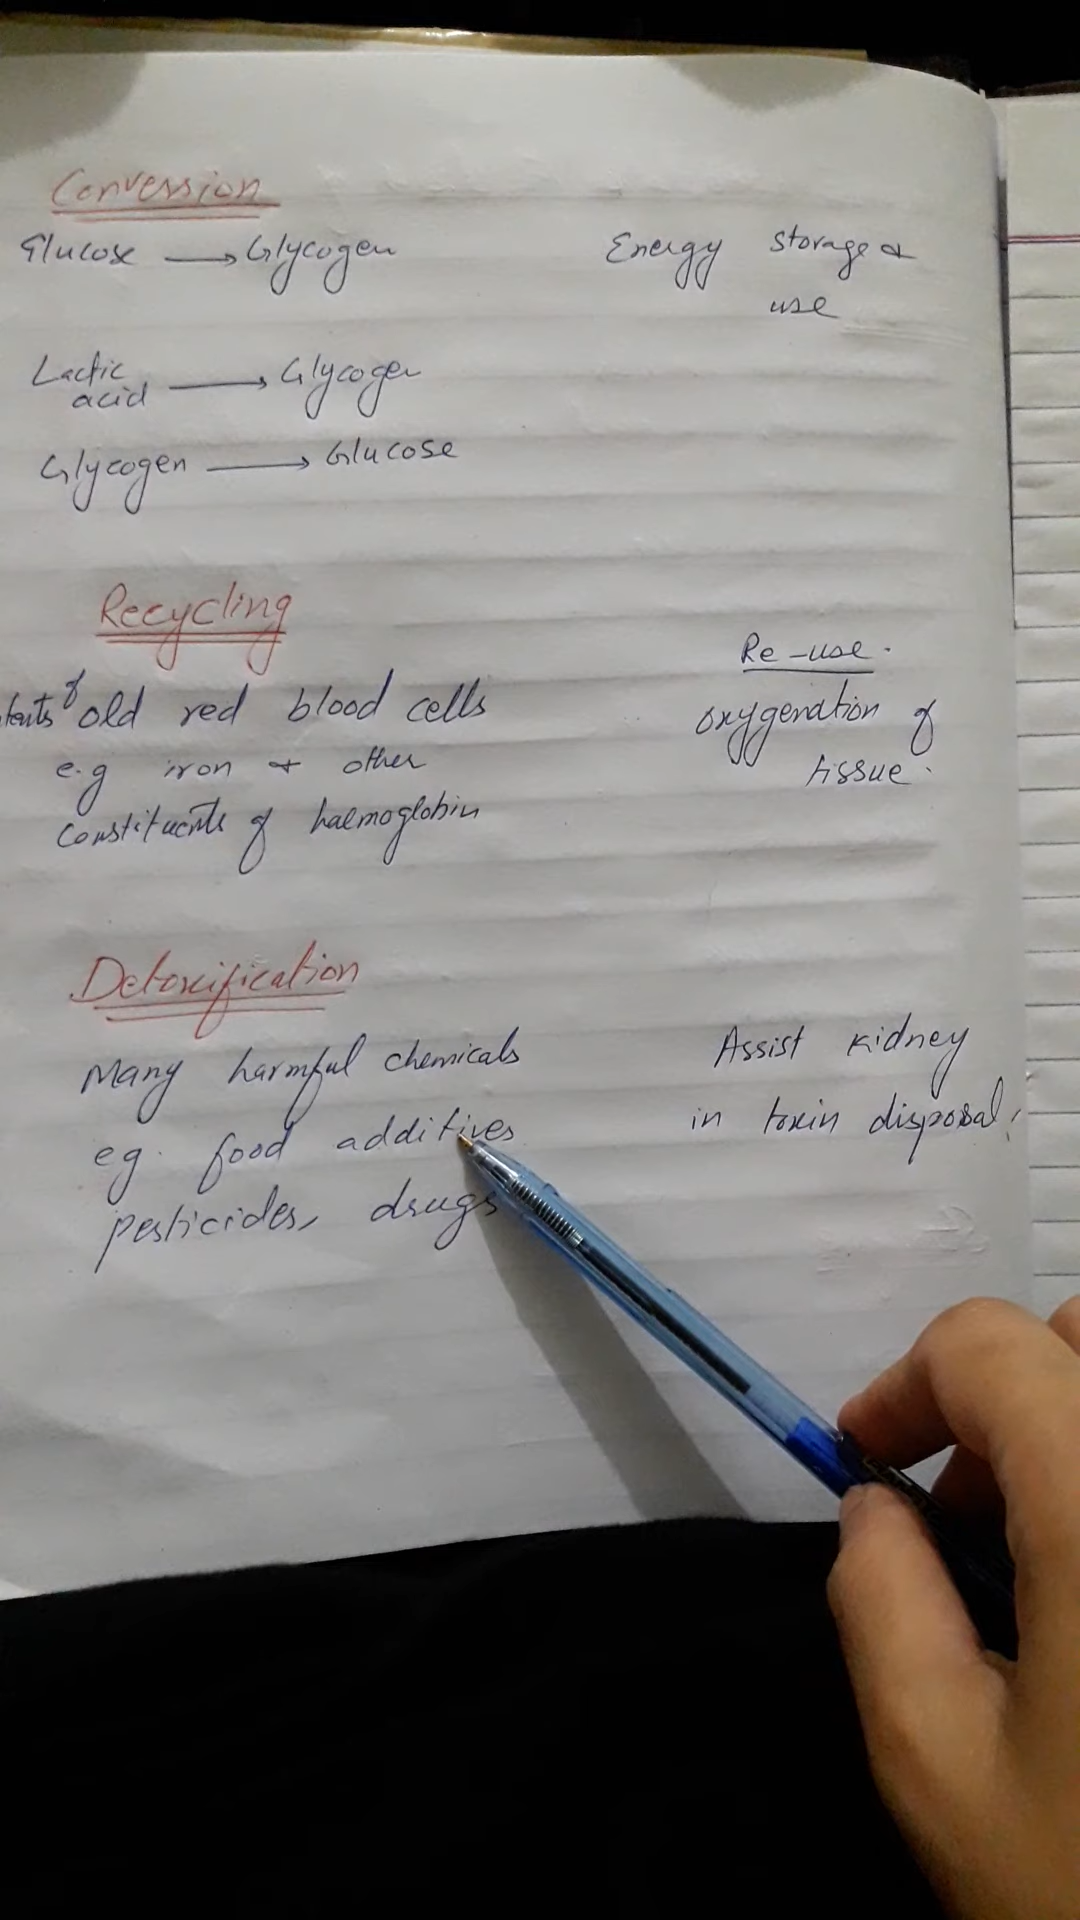 Conversion
Glucose → Glycogen
Energy storage &
use
Lactic
acid → Glycogen
Glycogen → Glucose
Recycling
Re-use.
of old red blood cells
oxygenation of
e.g iron & other
tissue.
constituents of haemoglobin
Detoxification
Many harmful chemicals
Assist kidney
eg. food additives
in toxin disposal,
pesticides, drugs